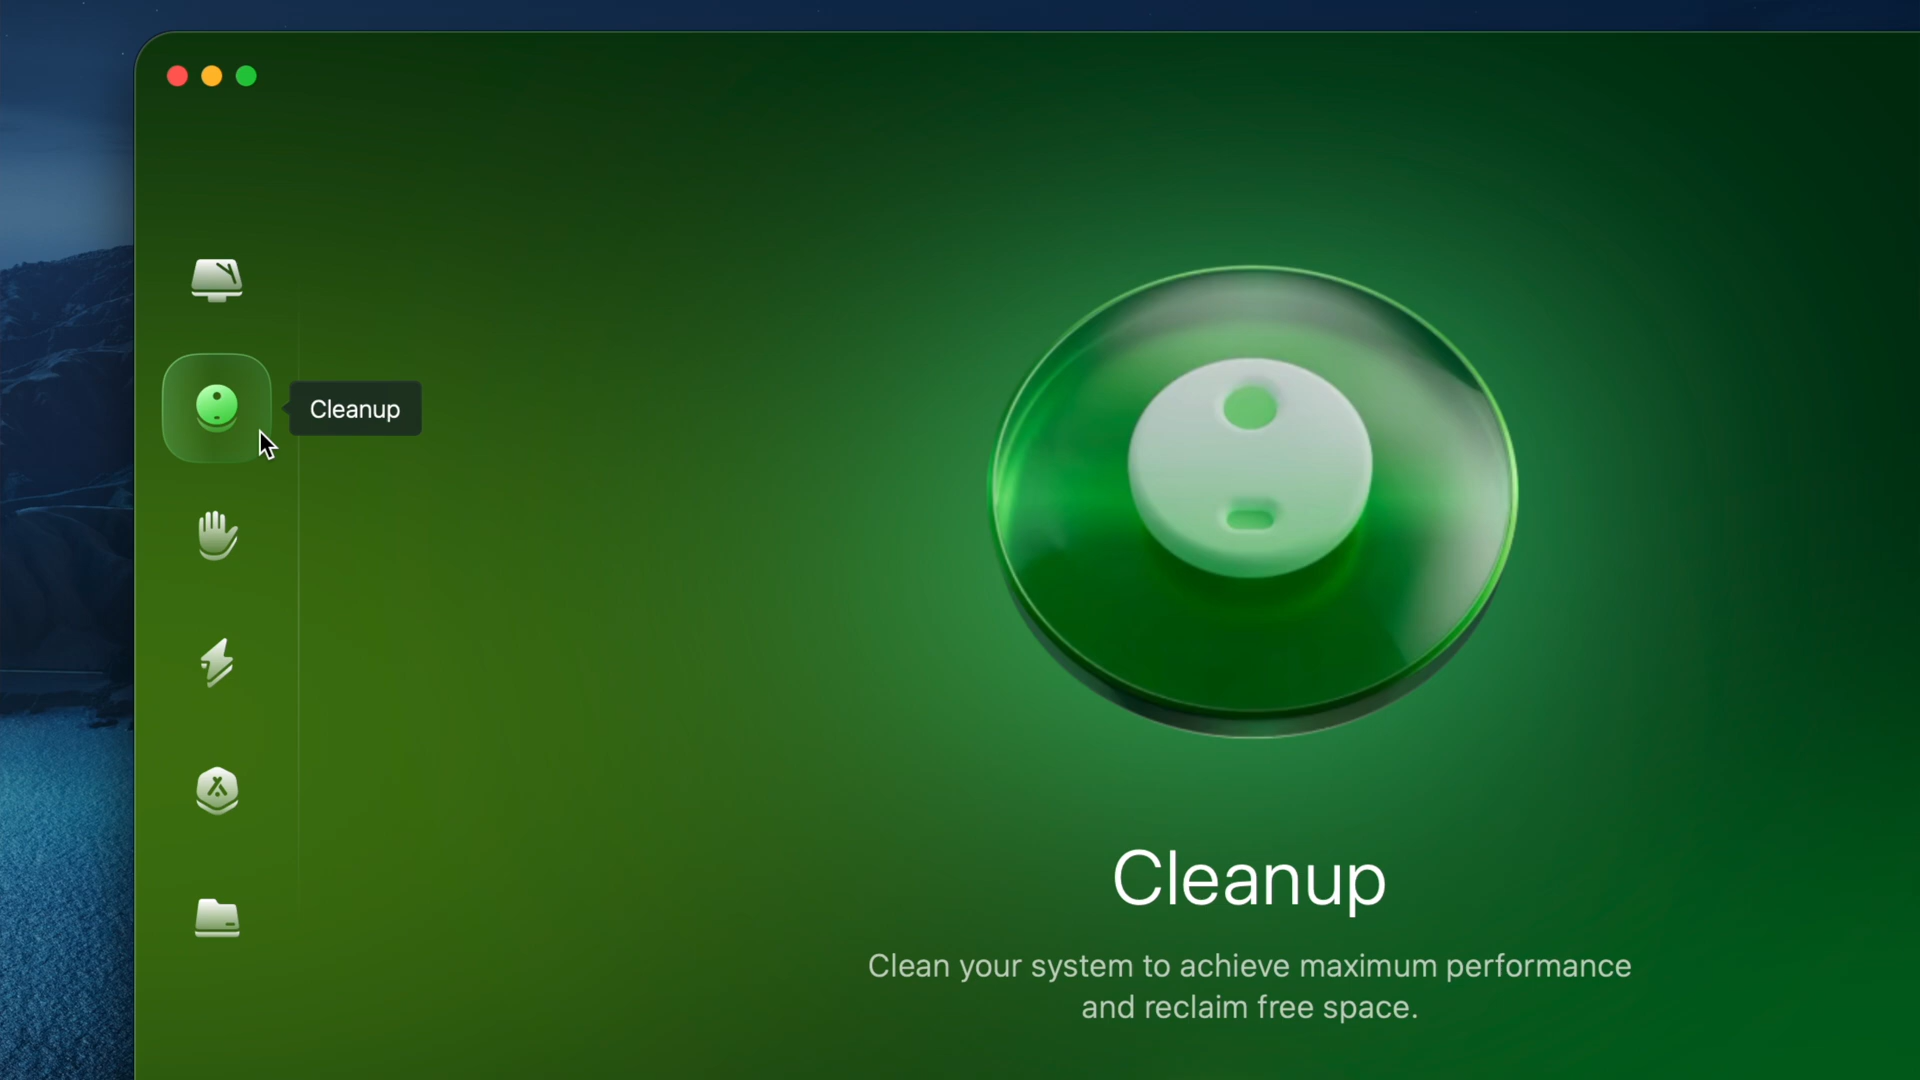 Cleanup
Cleanup
Clean your system to achieve maximum performance
and reclaim free space.